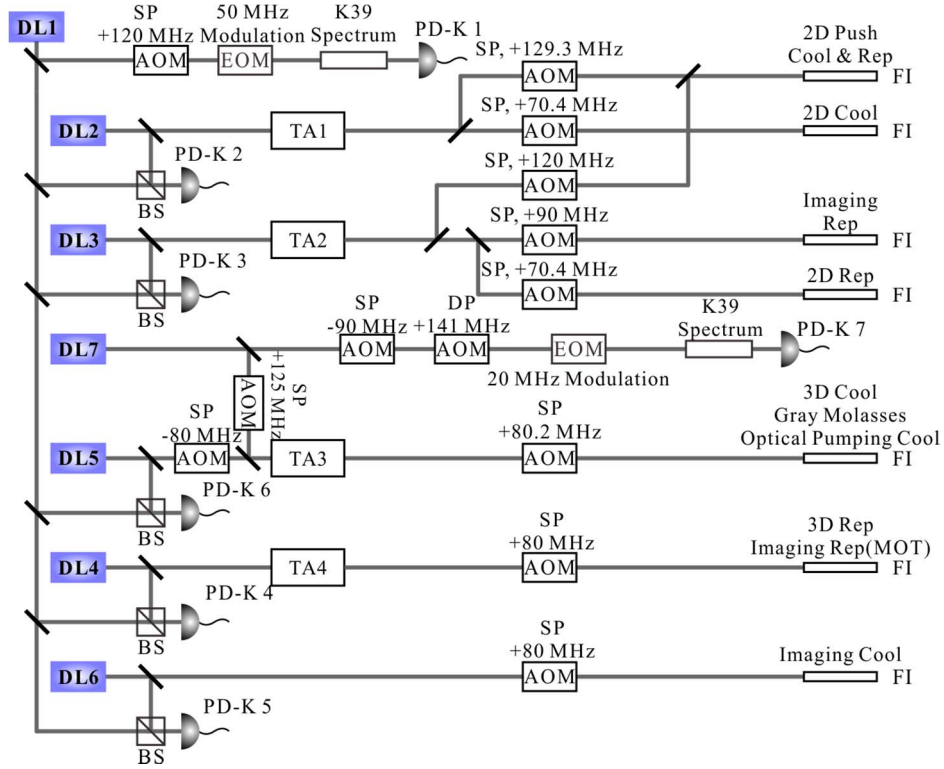 DL1
SP
+120 MHz
AOM
50 MHz
Modulation
EOM
K39
Spectrum
PD-K 1
SP, +129.3 MHz
AOM
2D Push
Cool & Rep
FI
DL2
TA1
SP, +70.4 MHz
AOM
2D Cool
FI
PD-K 2
BS
SP, +120 MHz
AOM
DL3
TA2
SP, +90 MHz
AOM
Imaging
Rep
FI
PD-K 3
BS
SP, +70.4 MHz
AOM
2D Rep
FI
DL7
SP
-90 MHz
AOM
DP
+141 MHz
AOM
EOM
20 MHz Modulation
K39
Spectrum
PD-K 7
SP
+125 MHz
AOM
DL5
SP
-80 MHz
AOM
TA3
SP
+80.2 MHz
AOM
3D Cool
Gray Molasses
Optical Pumping Cool
FI
PD-K 6
BS
DL4
TA4
SP
+80 MHz
AOM
3D Rep
Imaging Rep(MOT)
FI
PD-K 4
BS
DL6
SP
+80 MHz
AOM
Imaging Cool
FI
PD-K 5
BS